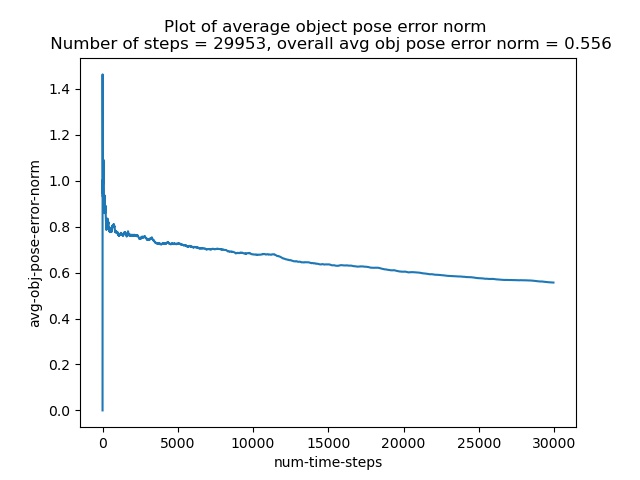 Plot of average object pose error norm
Number of steps = 29953, overall avg obj pose error norm = 0.556
1.4
1.2
1.0
0.8
0.6
0.4
0.2
0.0
avg-obj-pose-error-norm
0 5000 10000 15000 20000 25000 30000
num-time-steps